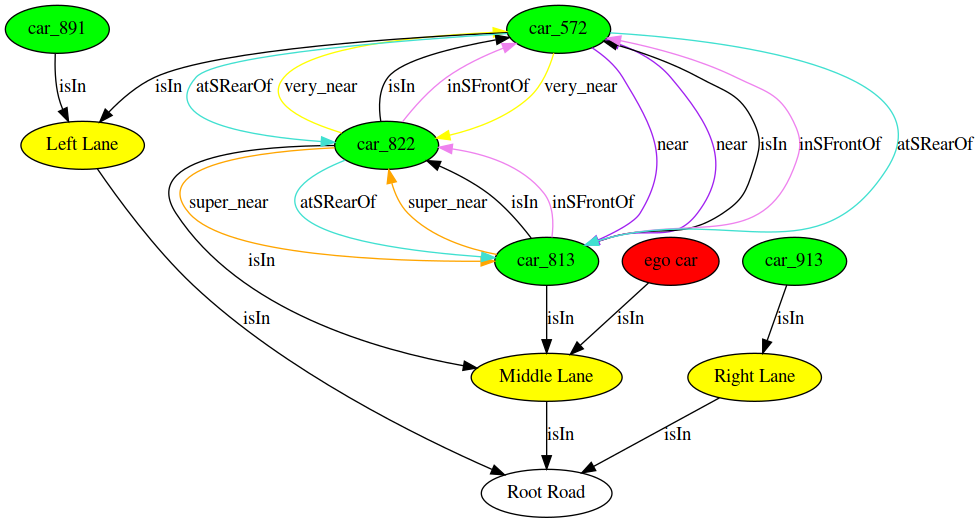 car_891
car_572
isIn
isIn
atSRearOf
very_near
isIn
inSFrontOf
very_near
Left Lane
car_822
near
near
isIn
inSFrontOf
atSRearOf
super_near
atSRearOf
super_near
isIn
inSFrontOf
isIn
car_813
ego car
car_913
isIn
isIn
isIn
isIn
Middle Lane
Right Lane
isIn
isIn
Root Road